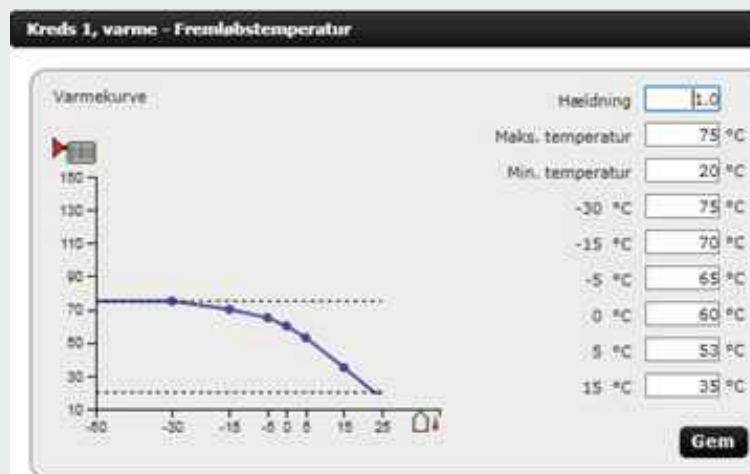 Kreds 1, varme - Fremløbstemperatur
Varmekurve
Hældning 1.0
Maks. temperatur 75 °C
Min. temperatur 20 °C
-30 °C 75 °C
-15 °C 70 °C
-5 °C 65 °C
0 °C 60 °C
5 °C 53 °C
15 °C 35 °C
150
130
110
90
70
50
30
10
-50 -30 -15 -5 0 5 15 25
Gem